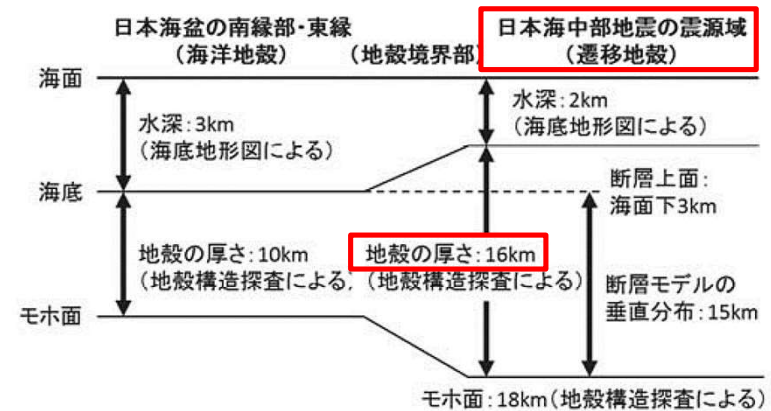 日本海盆の南縁部・東縁
(海洋地殻)
(地殻境界部)
日本海中部地震の震源域
(遷移地殻)
海面
水深:3km
(海底地形図による)
水深:2km
(海底地形図による)
海底
断層上面:
海面下3km
地殻の厚さ:10km
(地殻構造探査による)
地殻の厚さ:16km
(地殻構造探査による)
断層モデルの
垂直分布:15km
モホ面
モホ面:18km(地殻構造探査による)